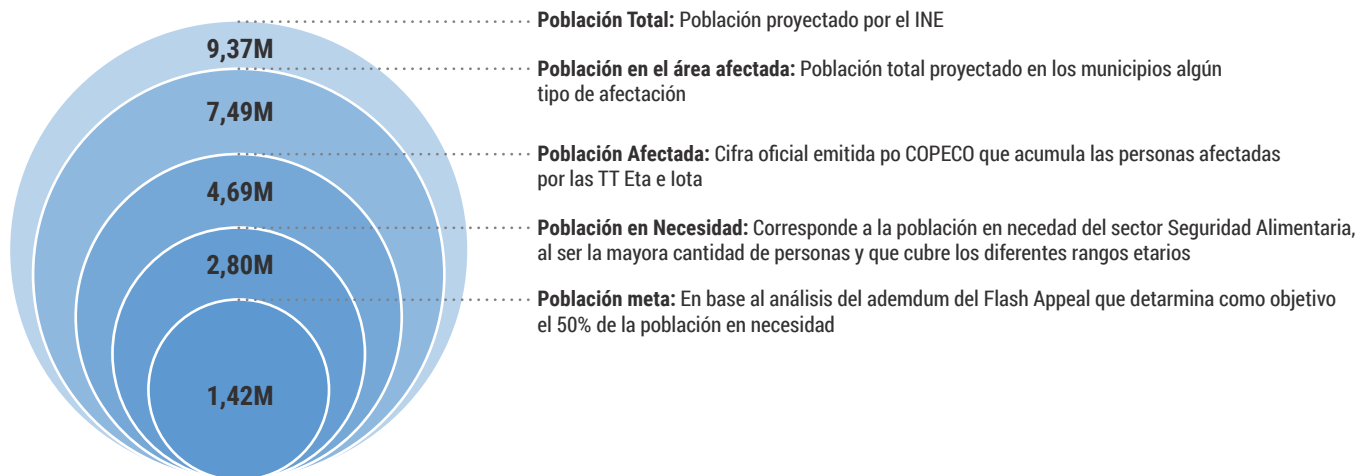 Población Total: Población proyectado por el INE
9,37M
Población en el área afectada: Población total proyectado en los municipios algún
tipo de afectación
7,49M
Población Afectada: Cifra oficial emitida po COPECO que acumula las personas afectadas
por las TT Eta e Iota
4,69M
Población en Necesidad: Corresponde a la población en necedad del sector Seguridad Alimentaria,
al ser la mayora cantidad de personas y que cubre los diferentes rangos etarios
2,80M
Población meta: En base al análisis del ademdum del Flash Appeal que detarmina como objetivo
el 50% de la población en necesidad
1,42M